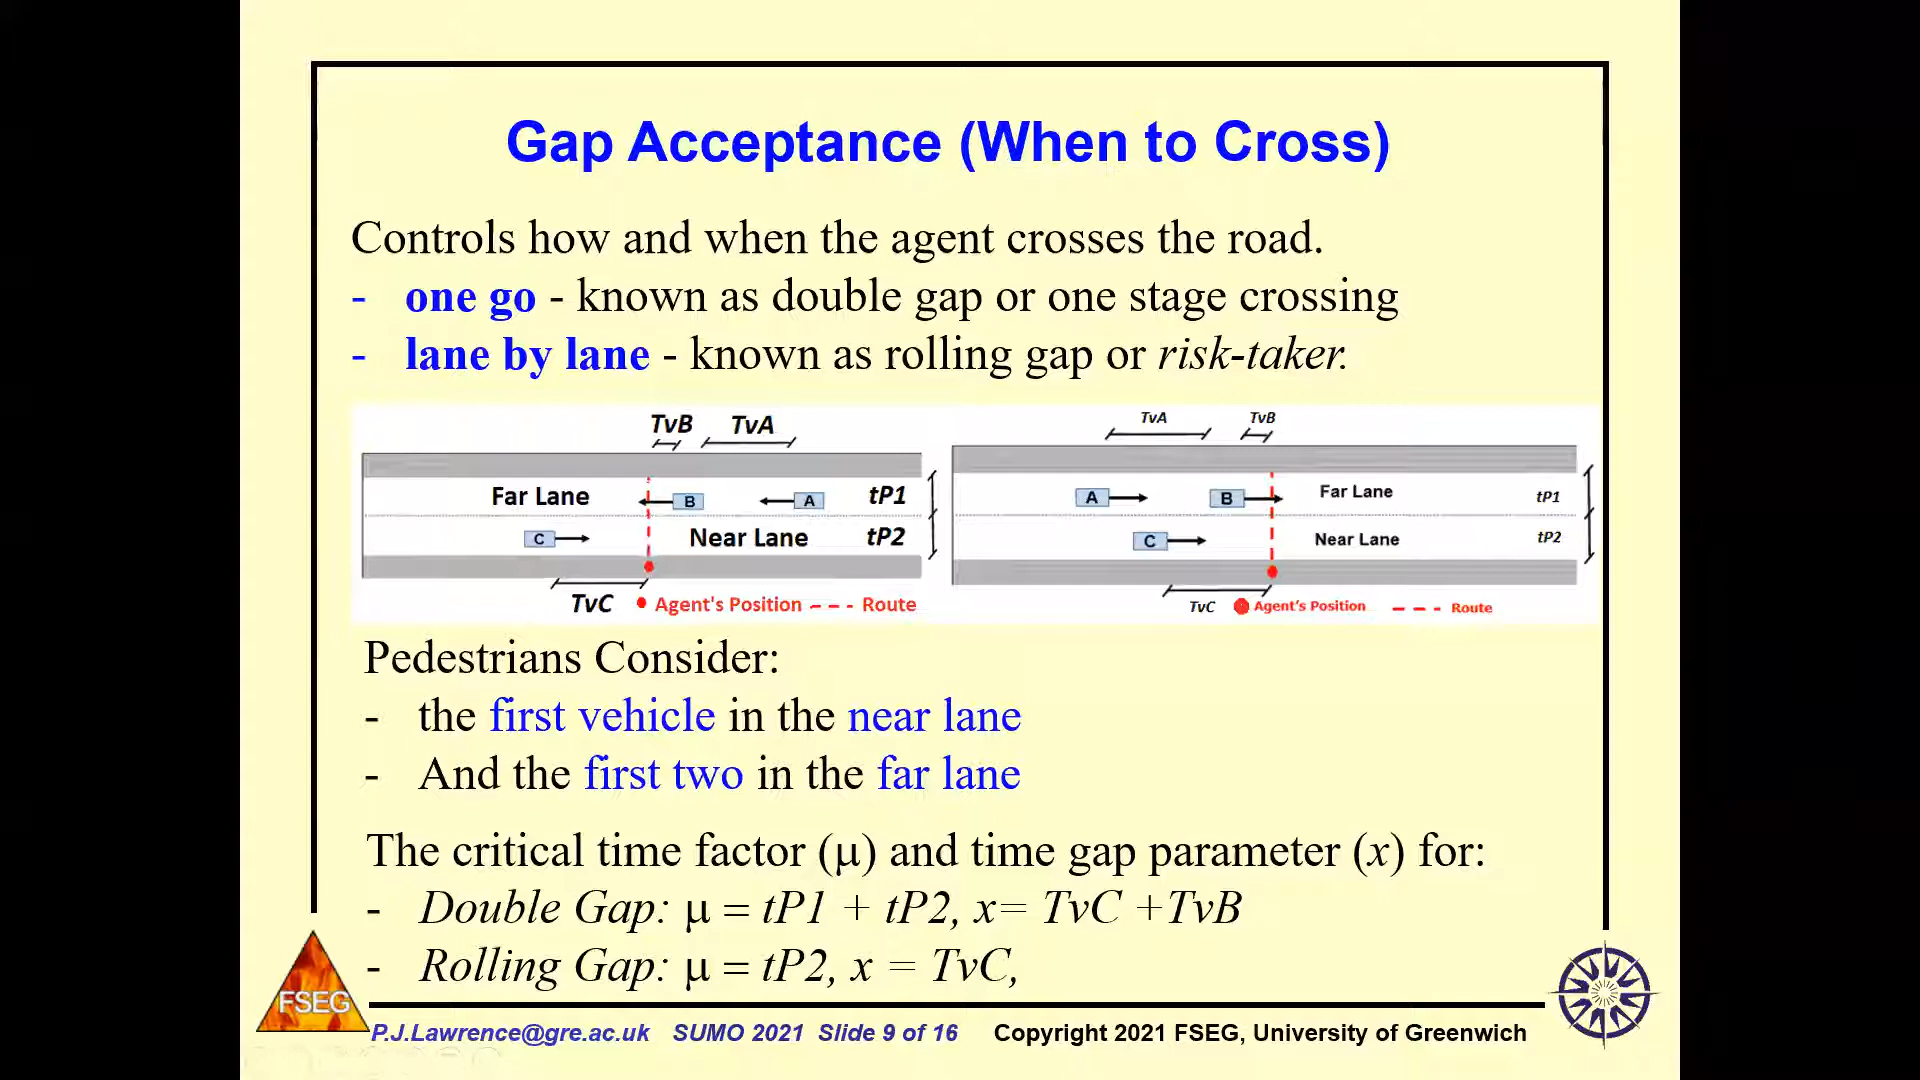 Gap Acceptance (When to Cross)
Controls how and when the agent crosses the road.
- one go - known as double gap or one stage crossing
- lane by lane - known as rolling gap or risk-taker.
TvB TvA
Far Lane B A tP1
C Near Lane tP2
TvC Agent's Position Route
TvA TvB
A B Far Lane tP1
C Near Lane tP2
TvC Agent's Position Route
Pedestrians Consider:
- the first vehicle in the near lane
- And the first two in the far lane
The critical time factor (μ) and time gap parameter (x) for:
- Double Gap: μ = tP1 + tP2, x= TvC +TvB
- Rolling Gap: μ = tP2, x = TvC,
FSEG
P.J.Lawrence@gre.ac.uk SUMO 2021 Slide 9 of 16 Copyright 2021 FSEG, University of Greenwich